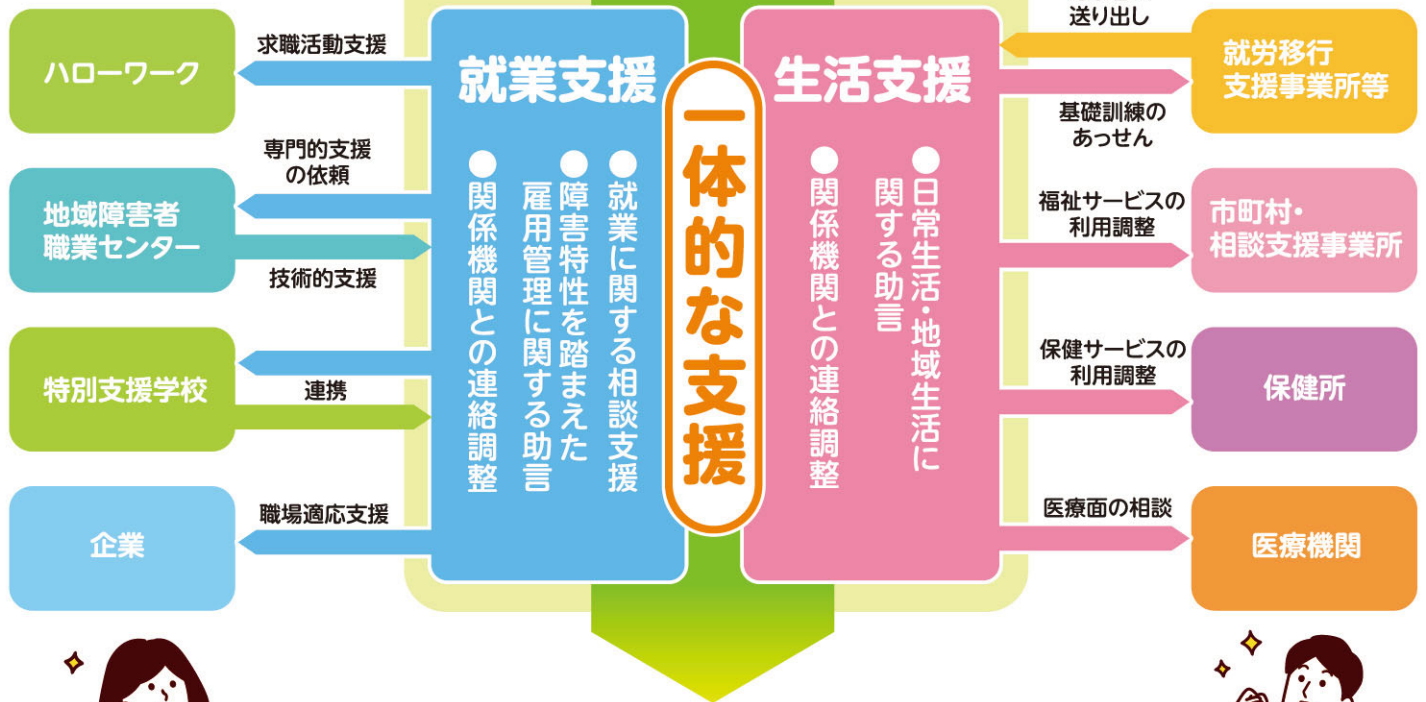 ハローワーク
求職活動支援
地域障害者
職業センター
専門的支援
の依頼
技術的支援
特別支援学校
連携
企業
職場適応支援
就業支援
●就業に関する相談支援
●障害特性を踏まえた
雇用管理に関する助言
●関係機関との連絡調整
一体的な支援
生活支援
●日常生活・地域生活に
関する助言
●関係機関との連絡調整
送り出し
就労移行
支援事業所等
基礎訓練の
あっせん
福祉サービスの
利用調整
市町村・
相談支援事業所
保健サービスの
利用調整
保健所
医療面の相談
医療機関